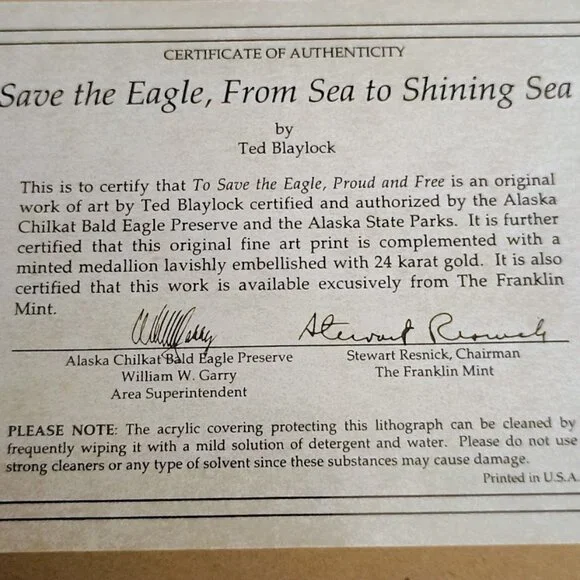 CERTIFICATE OF AUTHENTICITY
Save the Eagle, From Sea to Shining Sea
by
Ted Blaylock
This is to certify that To Save the Eagle, Proud and Free is an original
work of art by Ted Blaylock certified and authorized by the Alaska
Chilkat Bald Eagle Preserve and the Alaska State Parks. It is further
certified that this original fine art print is complemented with a
minted medallion lavishly embellished with 24 karat gold. It is also
certified that this work is available excusively from The Franklin
Mint.
Alaska Chilkat Bald Eagle Preserve
William W. Garry
Area Superintendent
Stewart Resnick, Chairman
The Franklin Mint
PLEASE NOTE: The acrylic covering protecting this lithograph can be cleaned by
frequently wiping it with a mild solution of detergent and water. Please do not use
strong cleaners or any type of solvent since these substances may cause damage.
Printed in U.S.A.